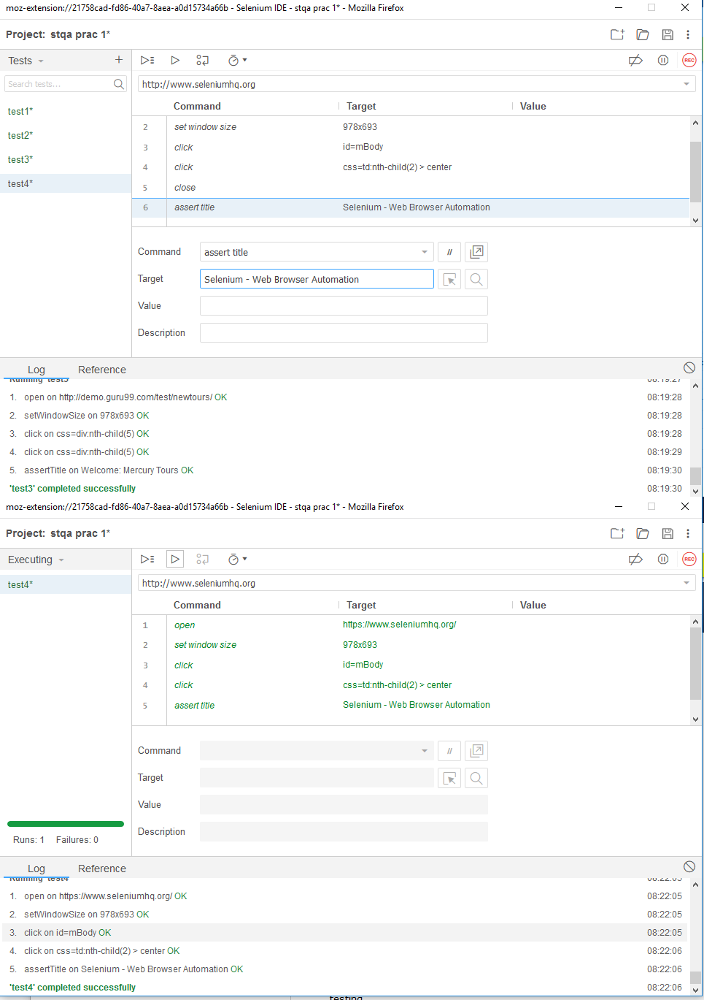 moz-extension://21758cad-fd86-40a7-8aea-a0d15734a66b - Selenium IDE - stqa prac 1* - Mozilla Firefox
Project: stqa prac 1*
Tests +
REC
Search tests...
http://www.seleniumhq.org
Command Target Value
test1*
test2*
test3*
test4*
2 set window size 978x693
3 click id=mBody
4 click css=td:nth-child(2) > center
5 close
6 assert title Selenium - Web Browser Automation
Command assert title //
Target Selenium - Web Browser Automation
Value
Description
Log Reference
Running 'test3' 08:19:27
1. open on http://demo.guru99.com/test/newtours/ OK 08:19:28
2. setWindowSize on 978x693 OK 08:19:28
3. click on css=div:nth-child(5) OK 08:19:28
4. click on css=div:nth-child(5) OK 08:19:29
5. assertTitle on Welcome: Mercury Tours OK 08:19:30
'test3' completed successfully 08:19:30
moz-extension://21758cad-fd86-40a7-8aea-a0d15734a66b - Selenium IDE - stqa prac 1* - Mozilla Firefox
Project: stqa prac 1*
Executing
REC
test4*
http://www.seleniumhq.org
Command Target Value
1 open https://www.seleniumhq.org/
2 set window size 978x693
3 click id=mBody
4 click css=td:nth-child(2) > center
5 assert title Selenium - Web Browser Automation
Command //
Target
Value
Description
Runs: 1 Failures: 0
Log Reference
Running 'test4' 08:22:05
1. open on https://www.seleniumhq.org/ OK 08:22:05
2. setWindowSize on 978x693 OK 08:22:05
3. click on id=mBody OK 08:22:05
4. click on css=td:nth-child(2) > center OK 08:22:06
5. assertTitle on Selenium - Web Browser Automation OK 08:22:06
'test4' completed successfully 08:22:06
testing